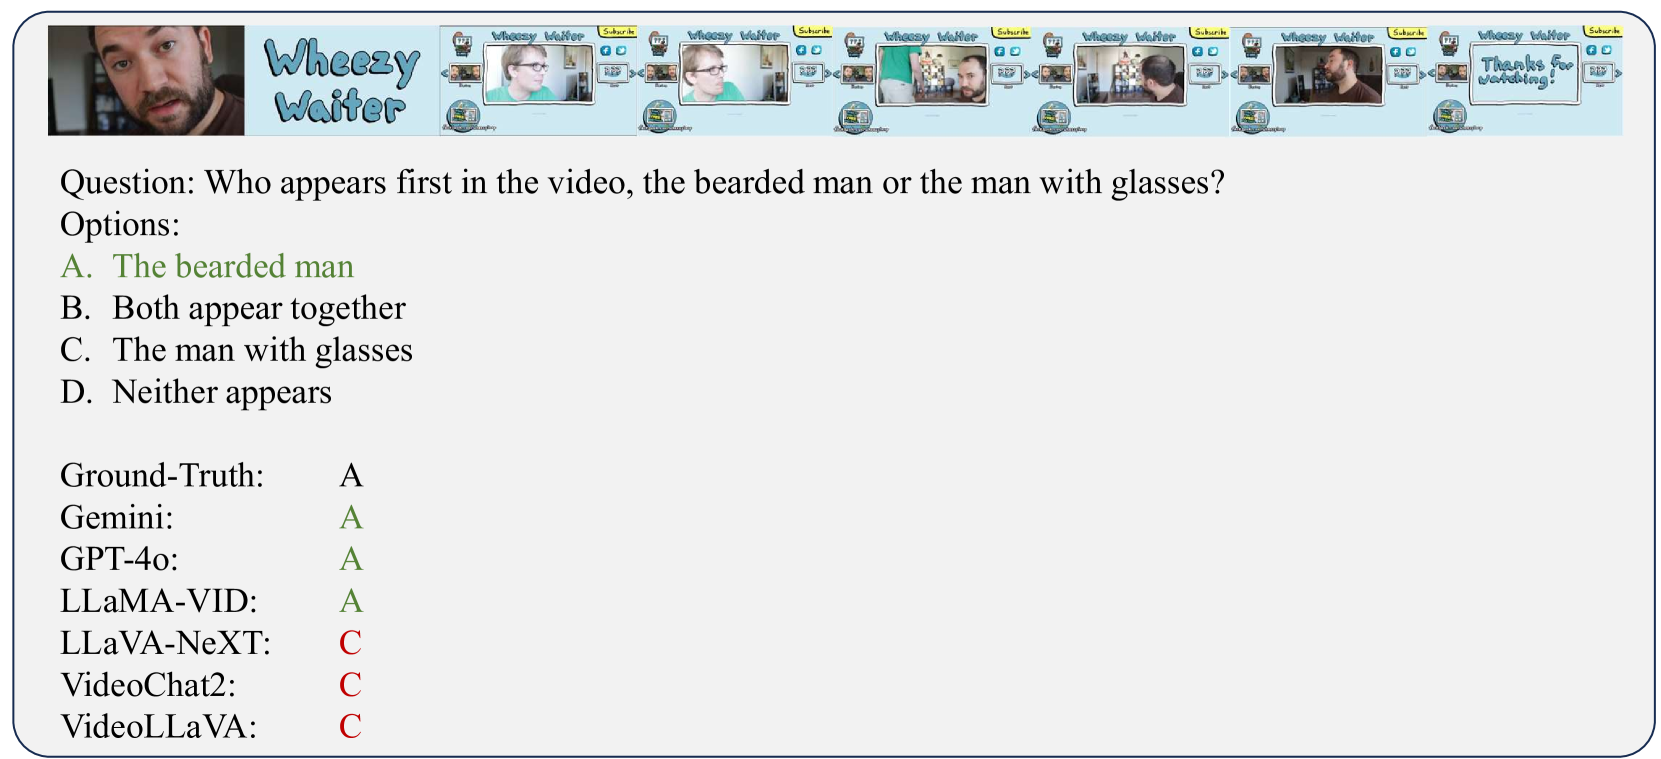 Wheezy
Waiter
Wheezy Waiter
Subscribe
Wheezy Waiter
Subscribe
Wheezy Waiter
Subscribe
Wheezy Waiter
Subscribe
Wheezy Waiter
Subscribe
Wheezy Waiter
Subscribe
Thanks for
watching!
Question: Who appears first in the video, the bearded man or the man with glasses?
Options:
A. The bearded man
B. Both appear together
C. The man with glasses
D. Neither appears
Ground-Truth: A
Gemini: A
GPT-4o: A
LLaMA-VID: A
LLaVA-NeXT: C
VideoChat2: C
VideoLLaVA: C